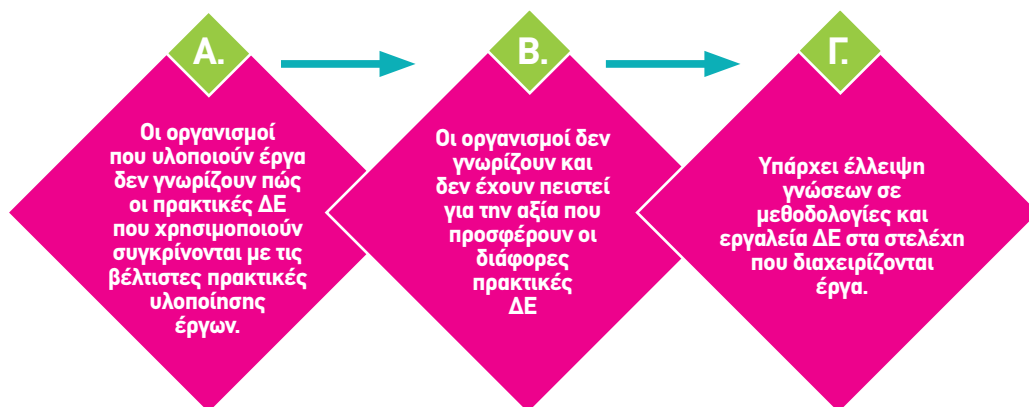 Α.
Οι οργανισμοί
που υλοποιούν έργα
δεν γνωρίζουν πώς
οι πρακτικές ΔΕ
που χρησιμοποιούν
συγκρίνονται με τις
βέλτιστες πρακτικές
υλοποίησης
έργων.
Β.
Οι οργανισμοί δεν
γνωρίζουν και
δεν έχουν πειστεί
για την αξία που
προσφέρουν οι
διάφορες
πρακτικές
ΔΕ
Γ.
Υπάρχει έλλειψη
γνώσεων σε
μεθοδολογίες και
εργαλεία ΔΕ στα στελέχη
που διαχειρίζονται
έργα.